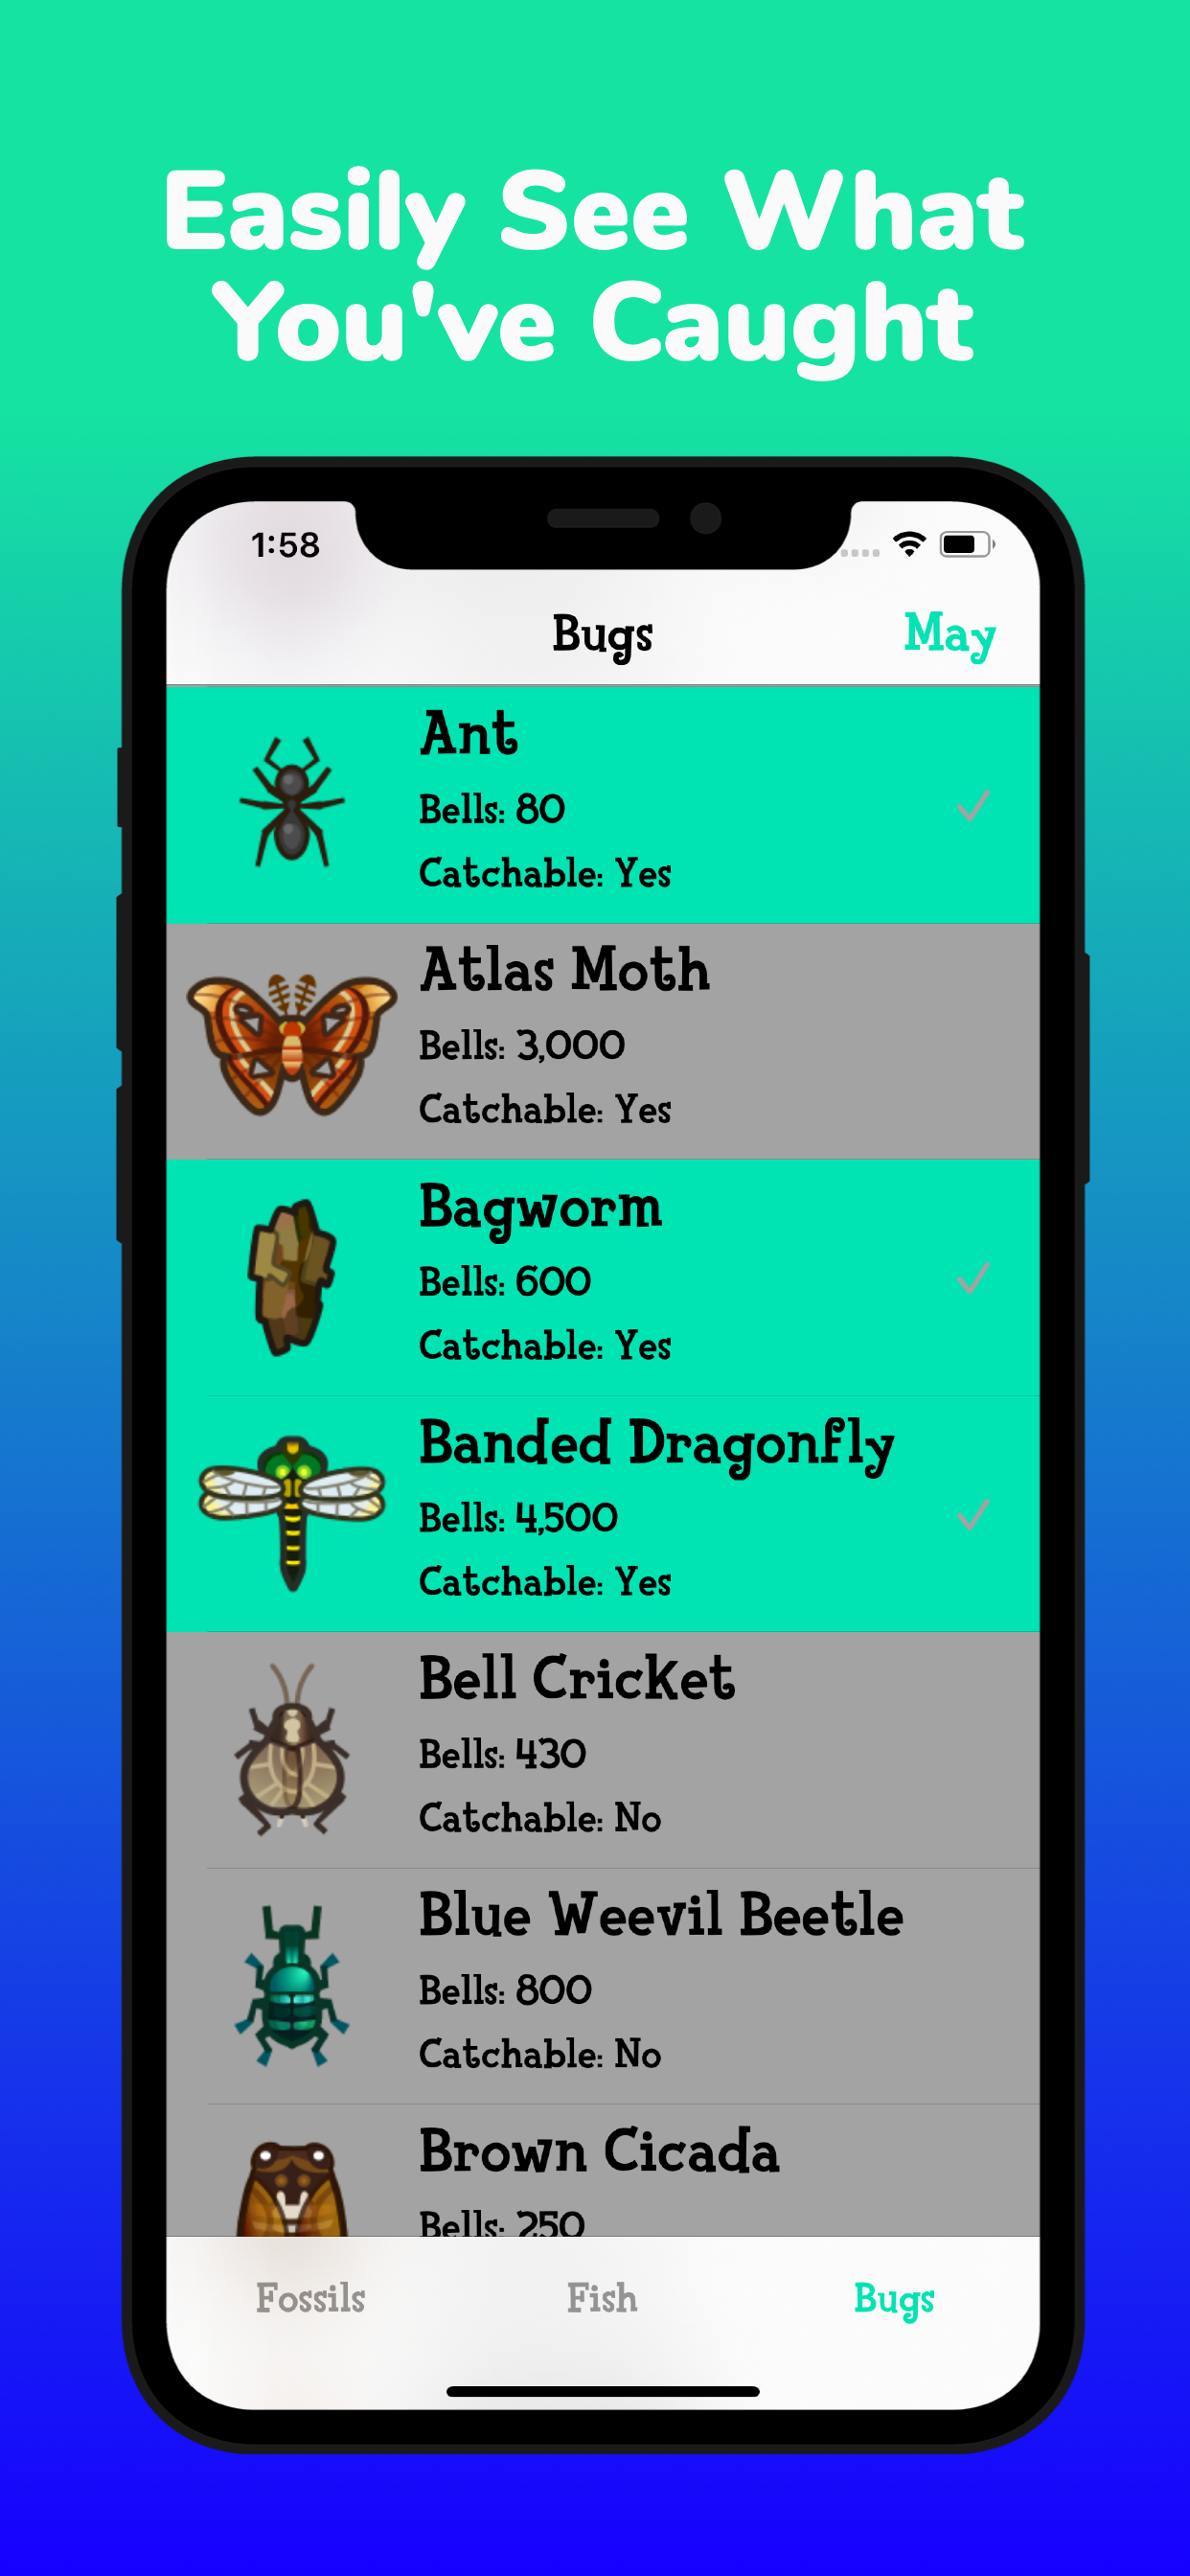 Easily See What
You've Caught
1:58
Bugs
May
Ant
Bells: 80
Catchable: Yes
Atlas Moth
Bells: 3,000
Catchable: Yes
Bagworm
Bells: 600
Catchable: Yes
Banded Dragonfly
Bells: 4,500
Catchable: Yes
Bell Cricket
Bells: 430
Catchable: No
Blue Weevil Beetle
Bells: 800
Catchable: No
Brown Cicada
Bells: 250
Fossils
Fish
Bugs